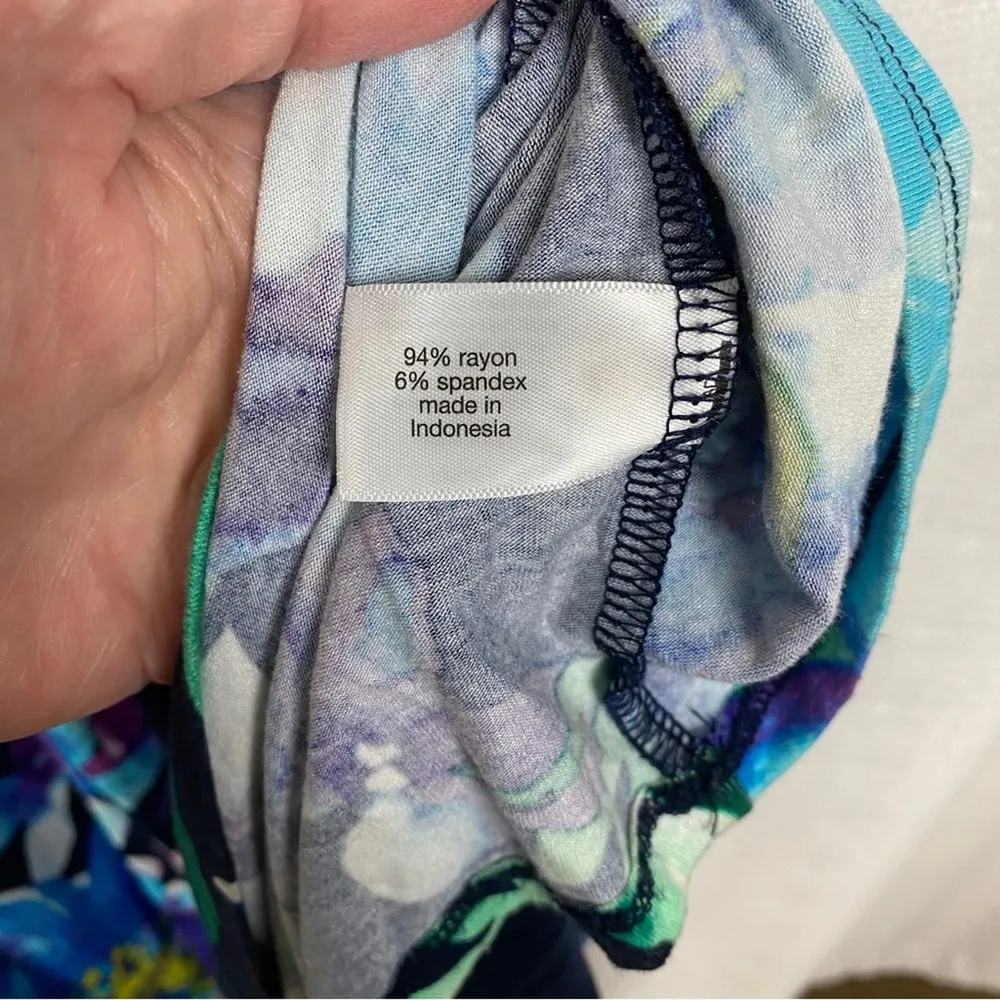 94% rayon
6% spandex
made in
Indonesia